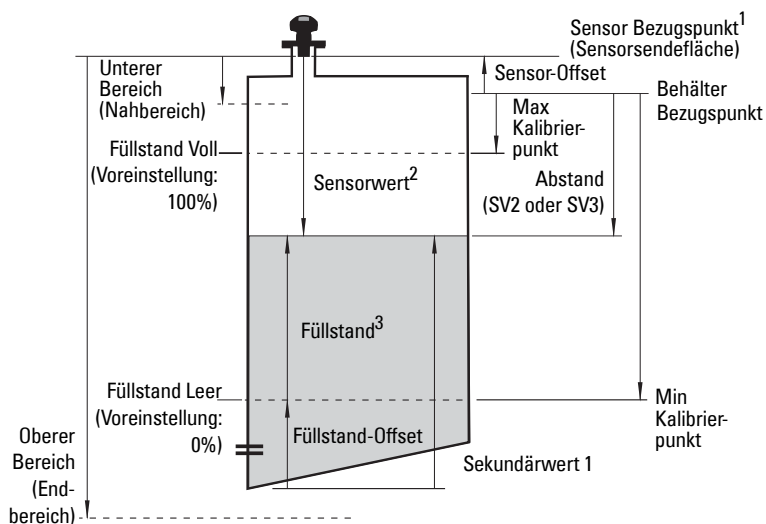 Sensor Bezugspunkt1
(Sensorsendefläche)
Unterer
Bereich
(Nahbereich)
Sensor-Offset
Behälter
Bezugspunkt
Max
Kalibrier-
punkt
Füllstand Voll
(Voreinstellung:
100%)
Sensorwert2
Abstand
(SV2 oder SV3)
Füllstand3
Füllstand Leer
(Voreinstellung:
0%)
Min
Kalibrier-
punkt
Füllstand-Offset
Oberer
Bereich
(End-
bereich)
Sekundärwert 1